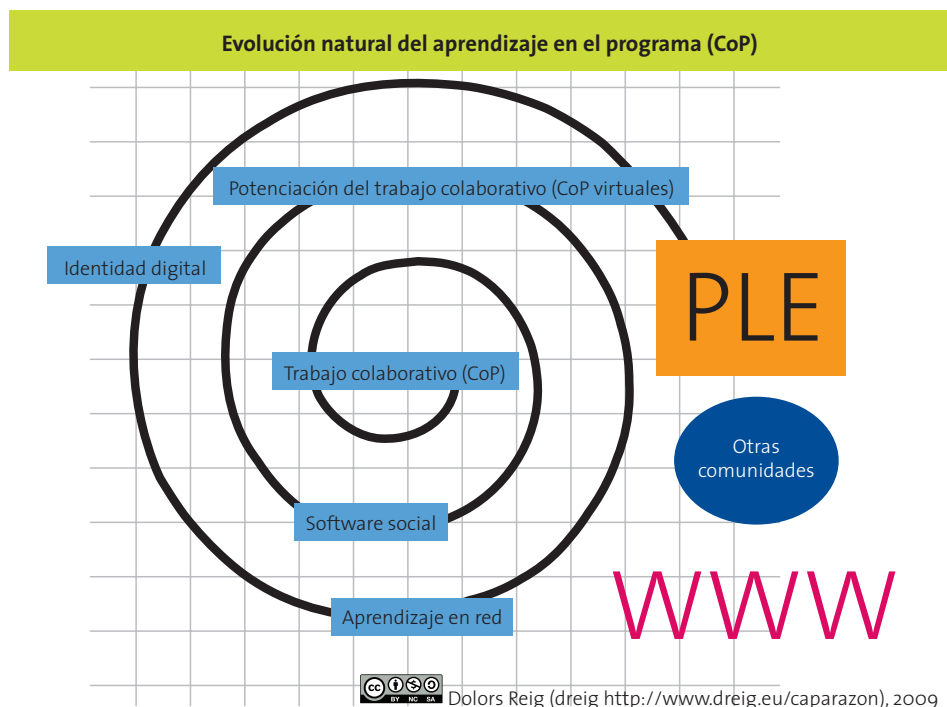 Evolución natural del aprendizaje en el programa (CoP)
Potenciación del trabajo colaborativo (CoP virtuales)
Identidad digital
PLE
Trabajo colaborativo (CoP)
Otras
comunidades
Software social
WWW
Aprendizaje en red
cc BY NC SA
Dolors Reig (dreig http://www.dreig.eu/caparazon), 2009